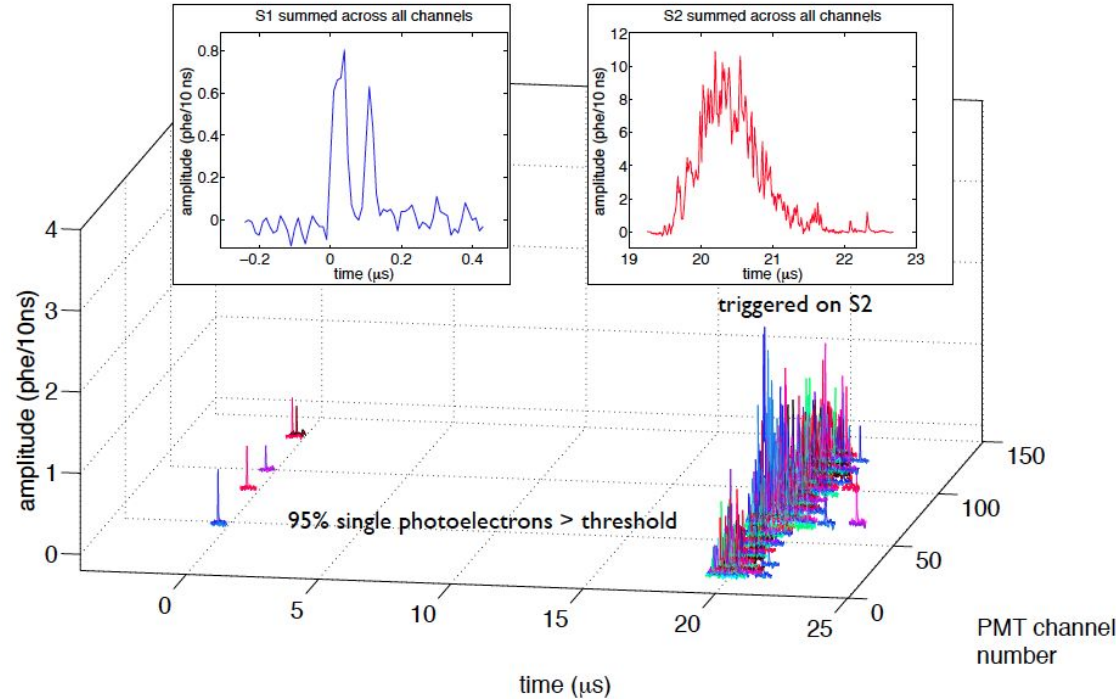 S1 summed across all channels
amplitude (phe/10 ns)
0.8
0.6
0.4
0.2
0
−0.2 0 0.2 0.4
time (μs)
S2 summed across all channels
amplitude (phe/10 ns)
12
10
8
6
4
2
0
19 20 21 22 23
time (μs)
triggered on S2
amplitude (phe/10ns)
4
3
2
1
0
95% single photoelectrons > threshold
0 5 10 15 20 25
time (μs)
150
100
50
0
PMT channel
number